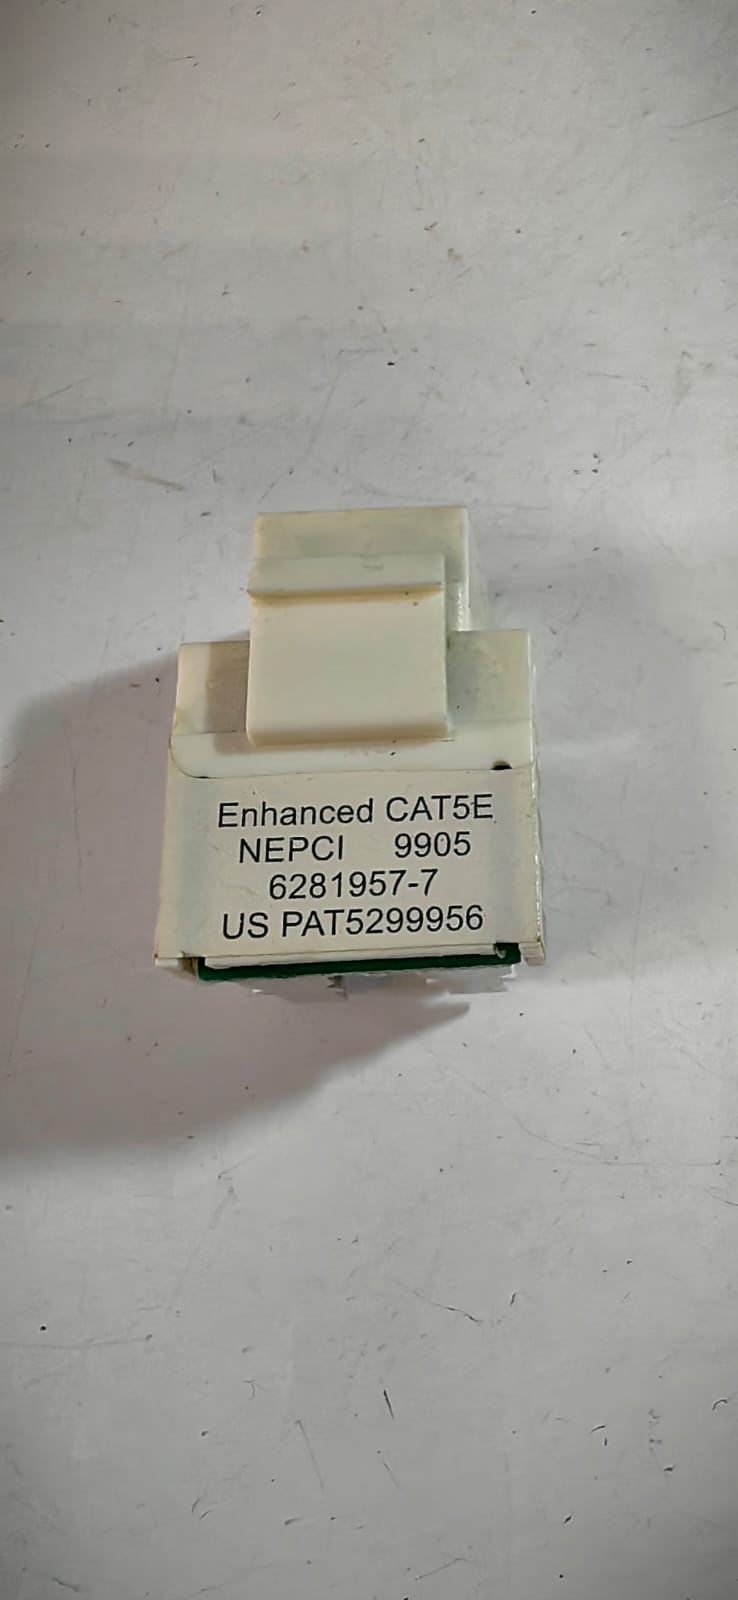 Enhanced CAT5E
NEPCI 9905
6281957-7
US PAT5299956